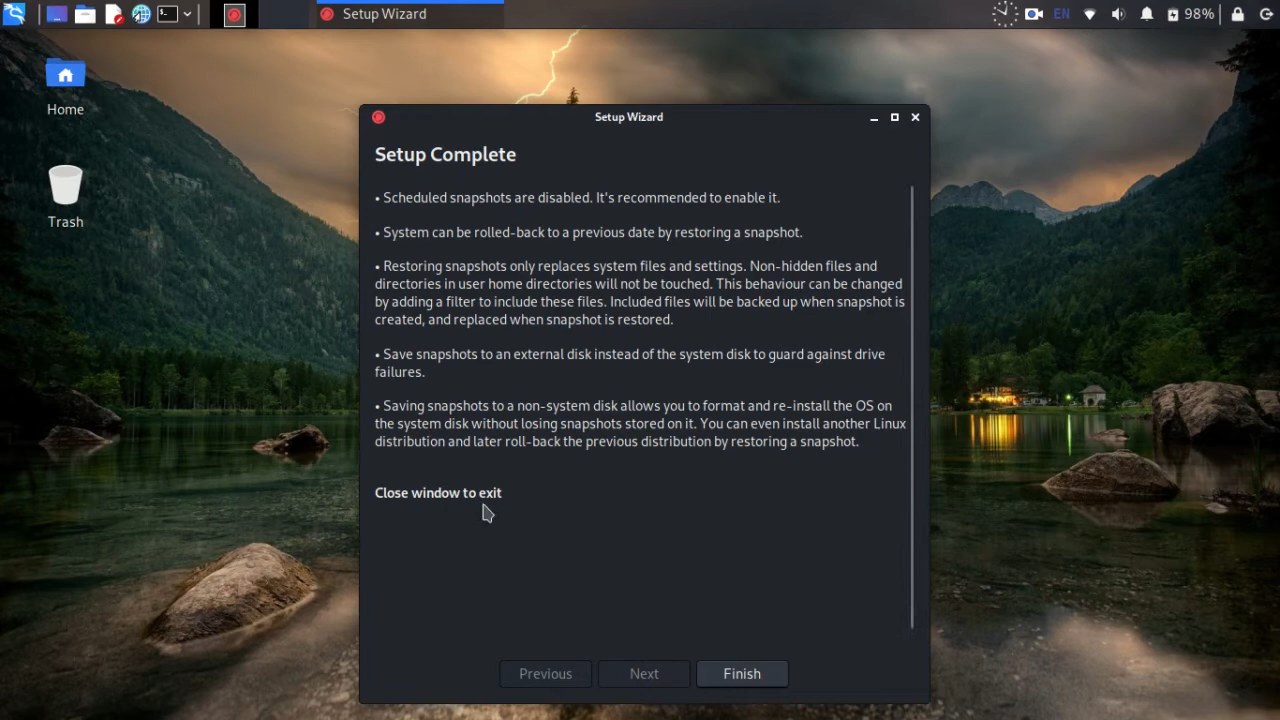 Setup Wizard
EN
98%
Home
Trash
Setup Wizard
Setup Complete
• Scheduled snapshots are disabled. It's recommended to enable it.
• System can be rolled-back to a previous date by restoring a snapshot.
• Restoring snapshots only replaces system files and settings. Non-hidden files and
directories in user home directories will not be touched. This behaviour can be changed
by adding a filter to include these files. Included files will be backed up when snapshot is
created, and replaced when snapshot is restored.
• Save snapshots to an external disk instead of the system disk to guard against drive
failures.
• Saving snapshots to a non-system disk allows you to format and re-install the OS on
the system disk without losing snapshots stored on it. You can even install another Linux
distribution and later roll-back the previous distribution by restoring a snapshot.
Close window to exit
Previous
Next
Finish